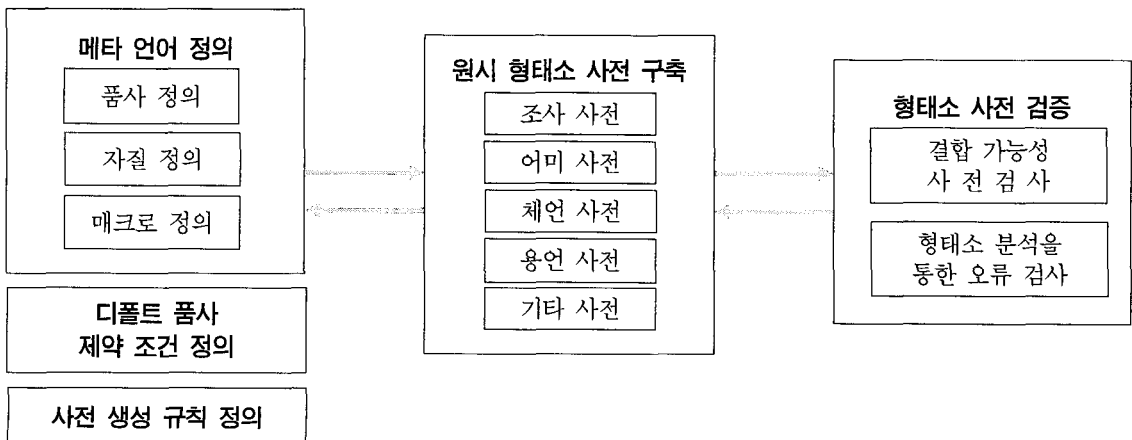 메타 언어 정의
품사 정의
자질 정의
매크로 정의
디폴트 품사
제약 조건 정의
사전 생성 규칙 정의
원시 형태소 사전 구축
조사 사전
어미 사전
체언 사전
용언 사전
기타 사전
형태소 사전 검증
결합 가능성
사 전 검 사
형태소 분석을
통한 오류 검사